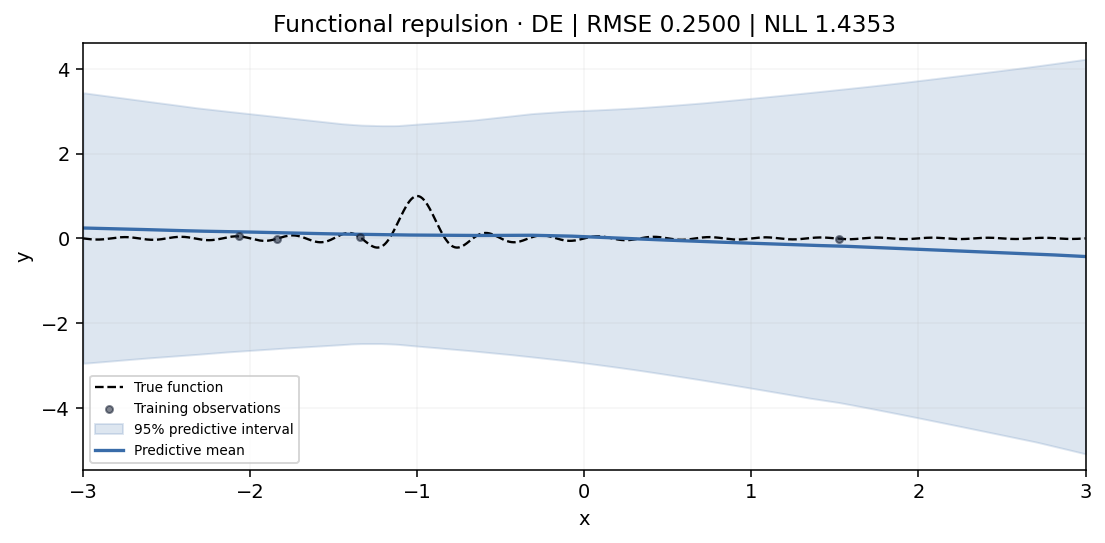 Functional repulsion · DE | RMSE 0.2500 | NLL 1.4353
y
4
2
0
−2
−4
True function
Training observations
95% predictive interval
Predictive mean
−3 −2 −1 0 1 2 3
x